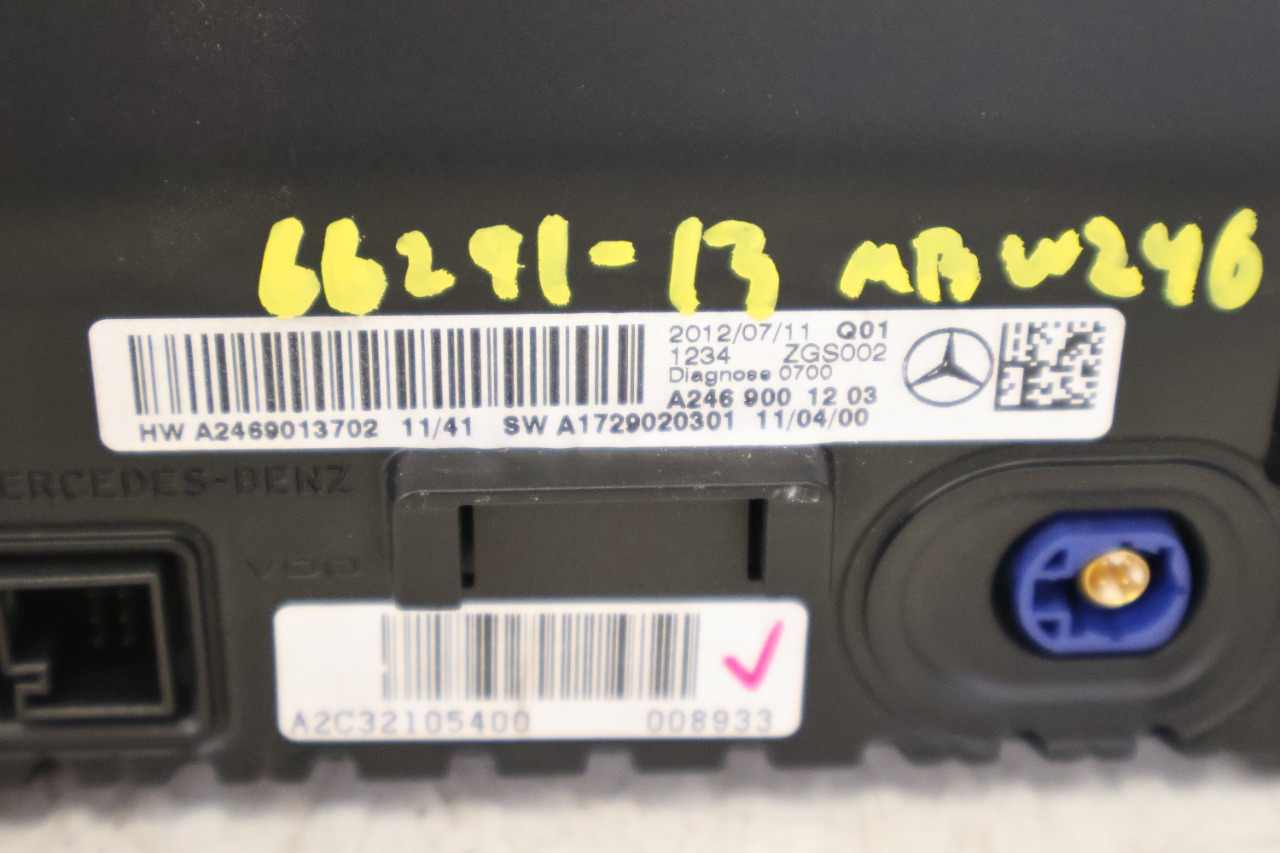 66291-13 MB W246
2012/07/11 Q01
1234 ZGS002
Diagnose 0700
A246 900 12 03
HW A2469013702 11/41 SW A1729020301 11/04/00
ERCEDES-BENZ
VDO
A2C32105400 008933